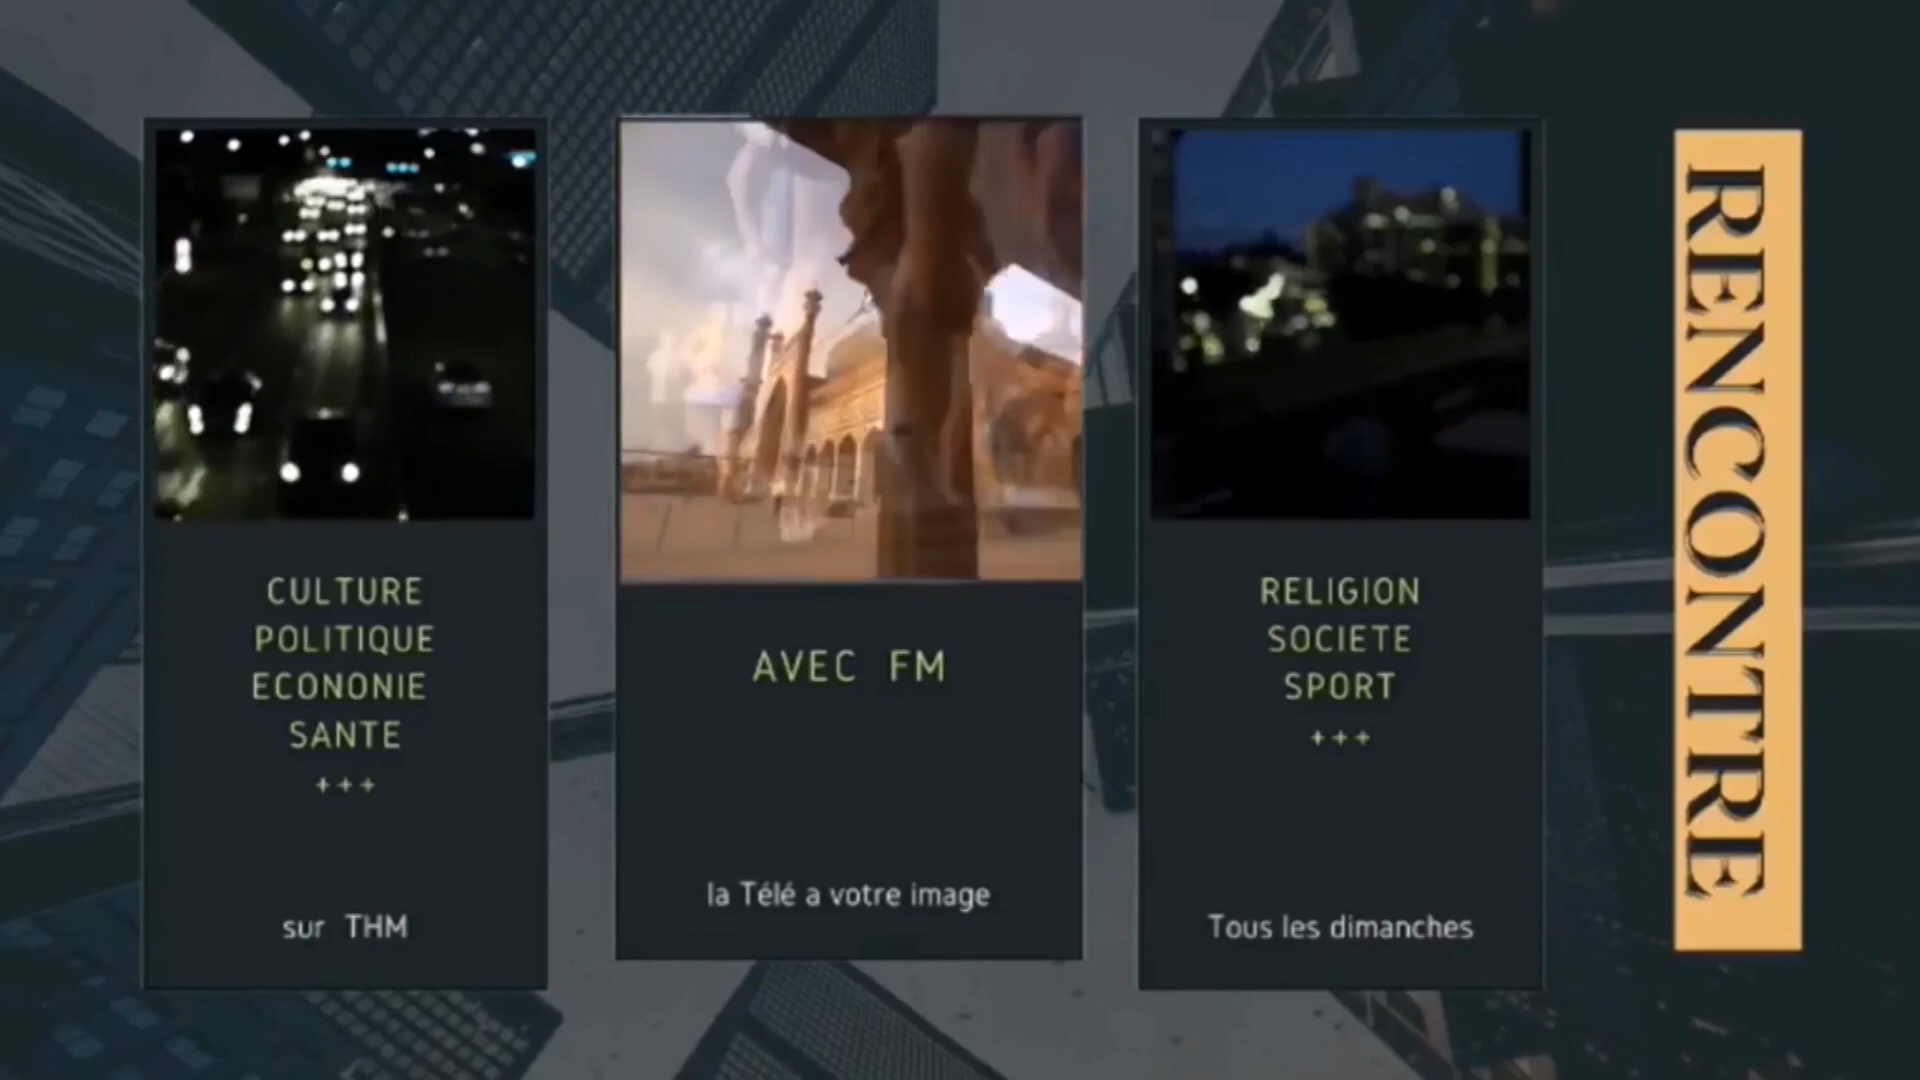 CULTURE
POLITIQUE
ECONONIE
SANTE
+++
sur THM
AVEC FM
la Télé a votre image
RELIGION
SOCIETE
SPORT
+++
Tous les dimanches
RENCONTRE